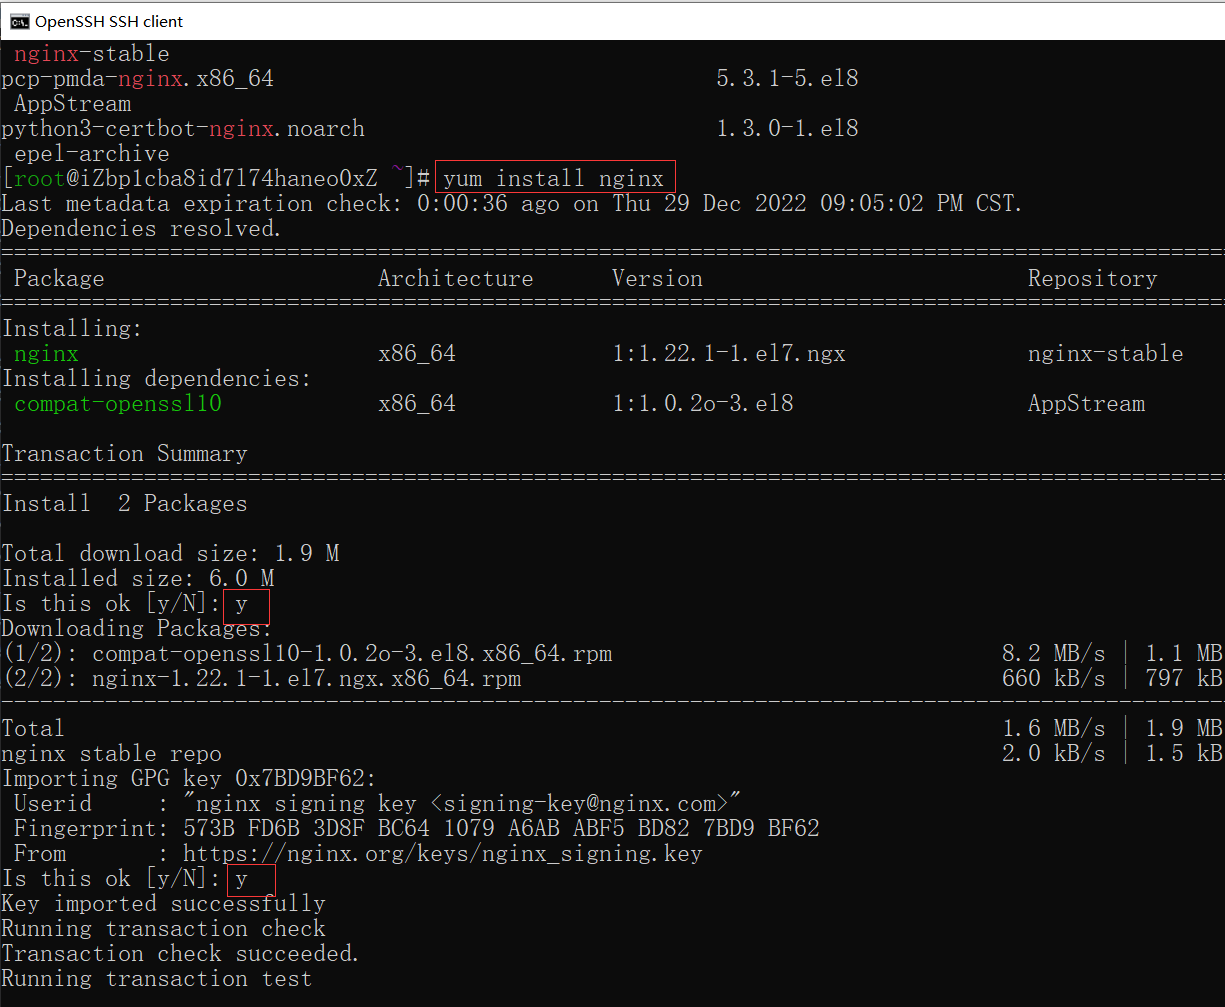 OpenSSH SSH client
nginx-stable
pcp-pmda-nginx.x86_64 5.3.1-5.el8
AppStream
python3-certbot-nginx.noarch 1.3.0-1.el8
epel-archive
[root@iZbp1cba8id7l74haneo0xZ ~]# yum install nginx
Last metadata expiration check: 0:00:36 ago on Thu 29 Dec 2022 09:05:02 PM CST.
Dependencies resolved.
================================================================================
Package Architecture Version Repository
================================================================================
Installing:
nginx x86_64 1:1.22.1-1.el7.ngx nginx-stable
Installing dependencies:
compat-openssl10 x86_64 1:1.0.2o-3.el8 AppStream
Transaction Summary
================================================================================
Install 2 Packages
Total download size: 1.9 M
Installed size: 6.0 M
Is this ok [y/N]: y
Downloading Packages:
(1/2): compat-openssl10-1.0.2o-3.el8.x86_64.rpm 8.2 MB/s | 1.1 MB
(2/2): nginx-1.22.1-1.el7.ngx.x86_64.rpm 660 kB/s | 797 kB
--------------------------------------------------------------------------------
Total 1.6 MB/s | 1.9 MB
nginx stable repo 2.0 kB/s | 1.5 kB
Importing GPG key 0x7BD9BF62:
Userid : "nginx signing key <signing-key@nginx.com>"
Fingerprint: 573B FD6B 3D8F BC64 1079 A6AB ABF5 BD82 7BD9 BF62
From : https://nginx.org/keys/nginx_signing.key
Is this ok [y/N]: y
Key imported successfully
Running transaction check
Transaction check succeeded.
Running transaction test